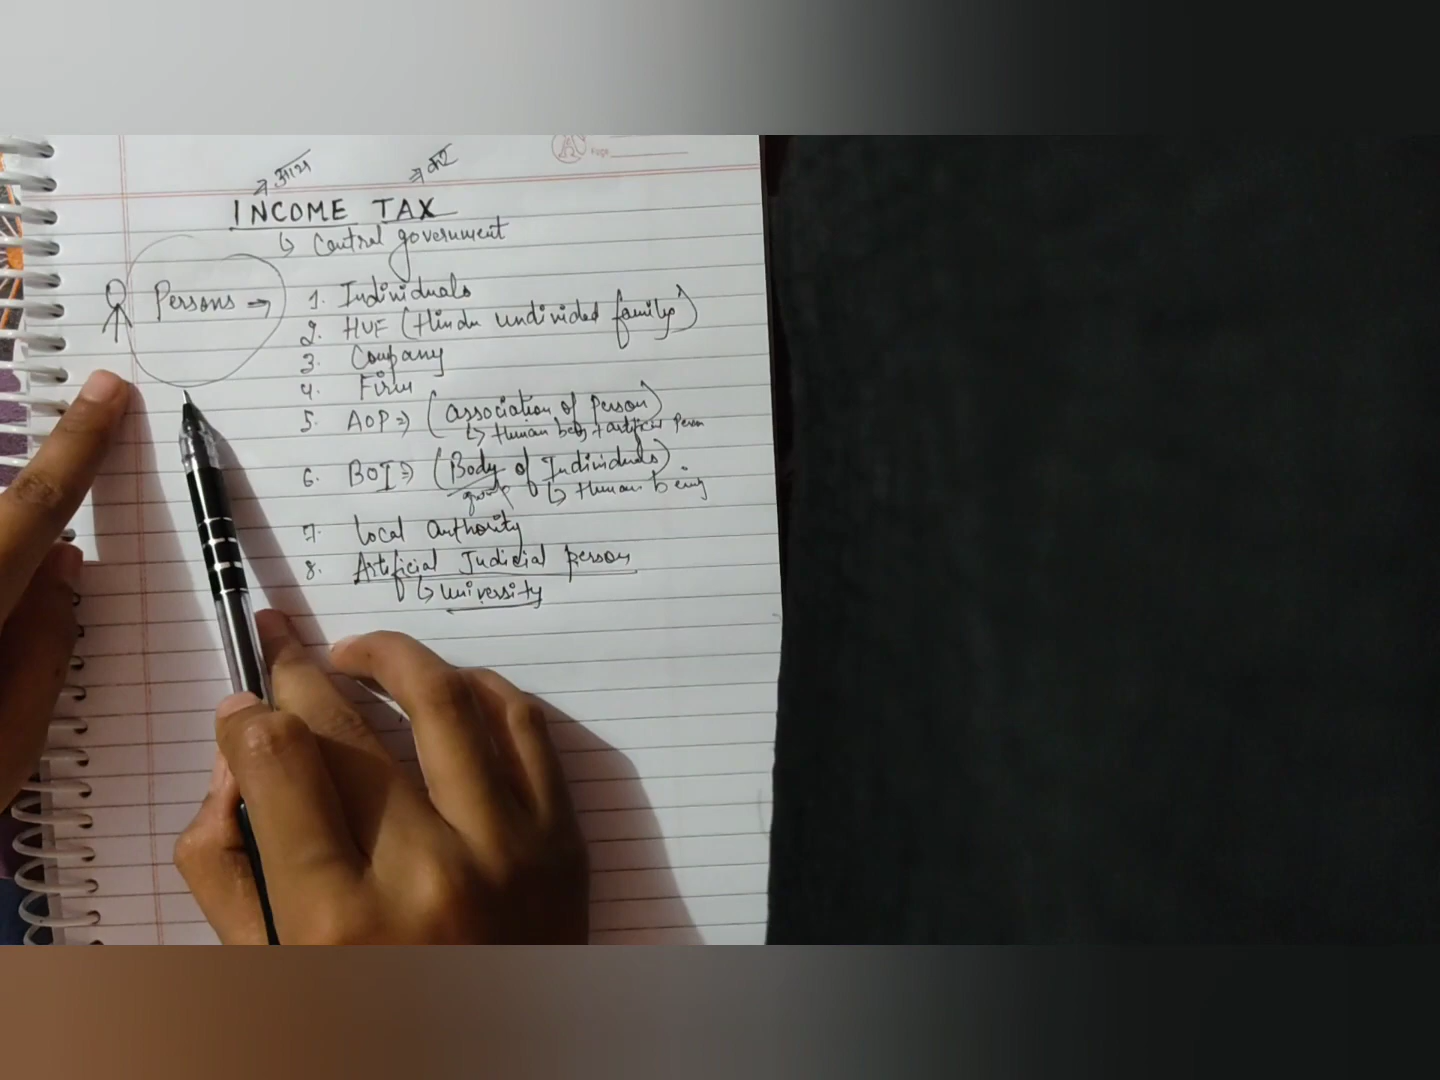 → आय → कर
Page
INCOME TAX
↳ Central government
Persons →
1. Individuals
2. HUF (Hindu undivided family)
3. Company
4. Firm
5. AOP ⇒ (association of Person)
↳ Human being + artificial person
6. BOI ⇒ (Body of Individuals)
group ↳ Human being
7. Local authority
8. Artificial Judicial person
↳ University